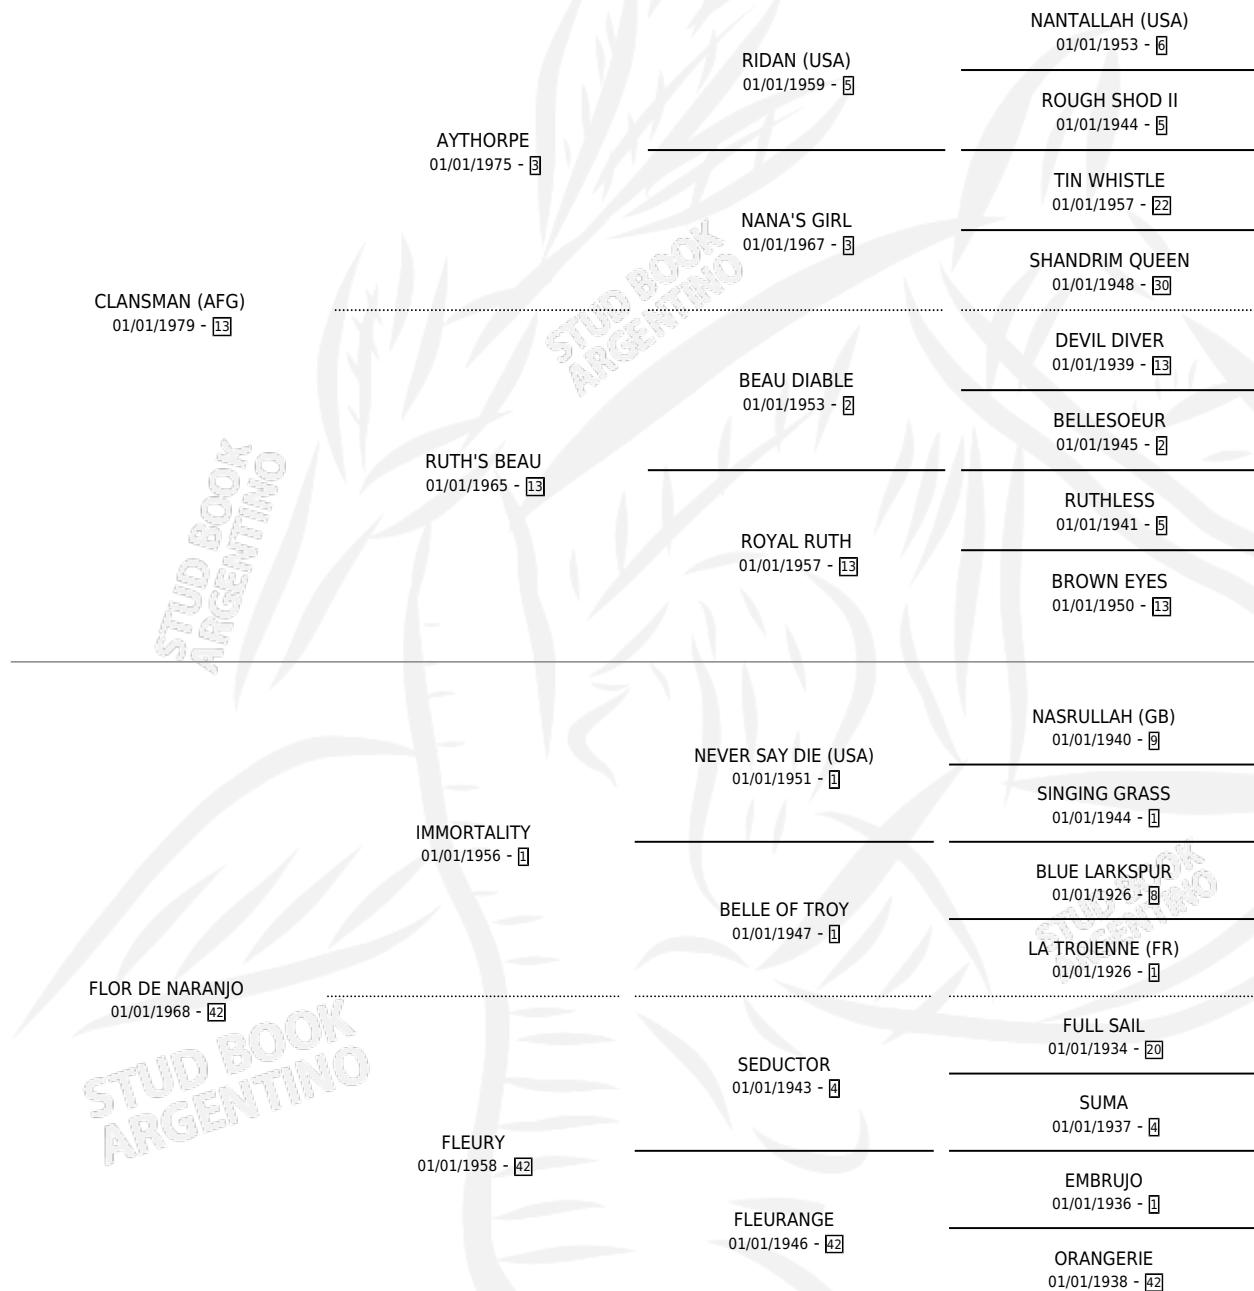 CLANSMAN (AFG)
01/01/1979 - 13
AYTHORPE
01/01/1975 - 3
RIDAN (USA)
01/01/1959 - 5
NANTALLAH (USA)
01/01/1953 - 6
ROUGH SHOD II
01/01/1944 - 5
NANA'S GIRL
01/01/1967 - 3
TIN WHISTLE
01/01/1957 - 22
SHANDRIM QUEEN
01/01/1948 - 30
RUTH'S BEAU
01/01/1965 - 13
BEAU DIABLE
01/01/1953 - 2
DEVIL DIVER
01/01/1939 - 13
BELLESOEUR
01/01/1945 - 2
ROYAL RUTH
01/01/1957 - 13
RUTHLESS
01/01/1941 - 5
BROWN EYES
01/01/1950 - 13
FLOR DE NARANJO
01/01/1968 - 42
IMMORTALITY
01/01/1956 - 1
NEVER SAY DIE (USA)
01/01/1951 - 1
NASRULLAH (GB)
01/01/1940 - 9
SINGING GRASS
01/01/1944 - 1
BELLE OF TROY
01/01/1947 - 1
BLUE LARKSPUR
01/01/1926 - 8
LA TROIENNE (FR)
01/01/1926 - 1
FLEURY
01/01/1958 - 42
SEDUCTOR
01/01/1943 - 4
FULL SAIL
01/01/1934 - 20
SUMA
01/01/1937 - 4
FLEURANGE
01/01/1946 - 42
EMBRUJO
01/01/1936 - 1
ORANGERIE
01/01/1938 - 42
STUD BOOK
ARGENTINO
STUD BOOK
ARGENTINO
STUD BOOK
ARGENTINO
STUD BOOK
ARGENTINO